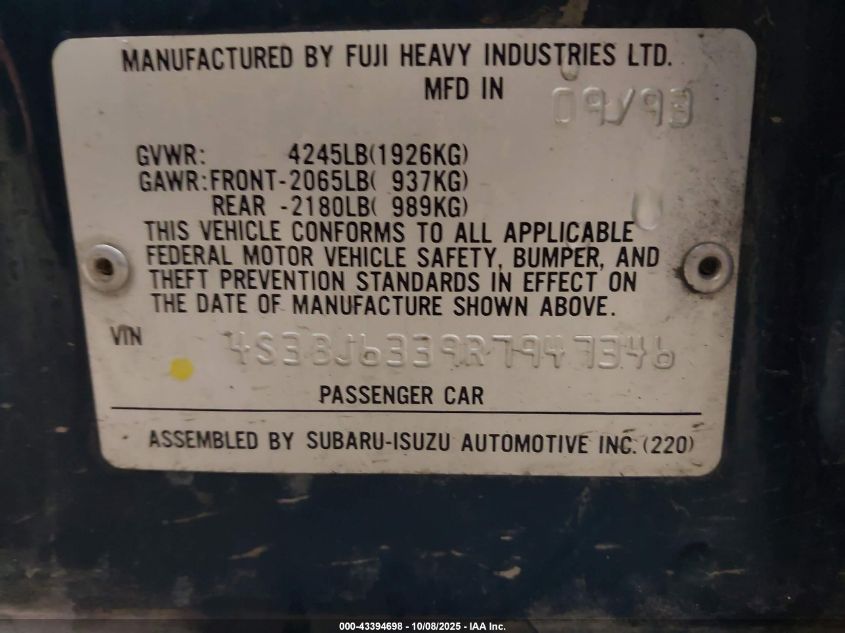 MANUFACTURED BY FUJI HEAVY INDUSTRIES LTD.
MFD IN 09/93
GVWR: 4245LB(1926KG)
GAWR:FRONT-2065LB( 937KG)
REAR -2180LB( 989KG)
THIS VEHICLE CONFORMS TO ALL APPLICABLE
FEDERAL MOTOR VEHICLE SAFETY, BUMPER, AND
THEFT PREVENTION STANDARDS IN EFFECT ON
THE DATE OF MANUFACTURE SHOWN ABOVE.
VIN 4S3BJ6339R7947346
PASSENGER CAR
ASSEMBLED BY SUBARU-ISUZU AUTOMOTIVE INC.(220)
000-43394698 - 10/08/2025 - IAA Inc.